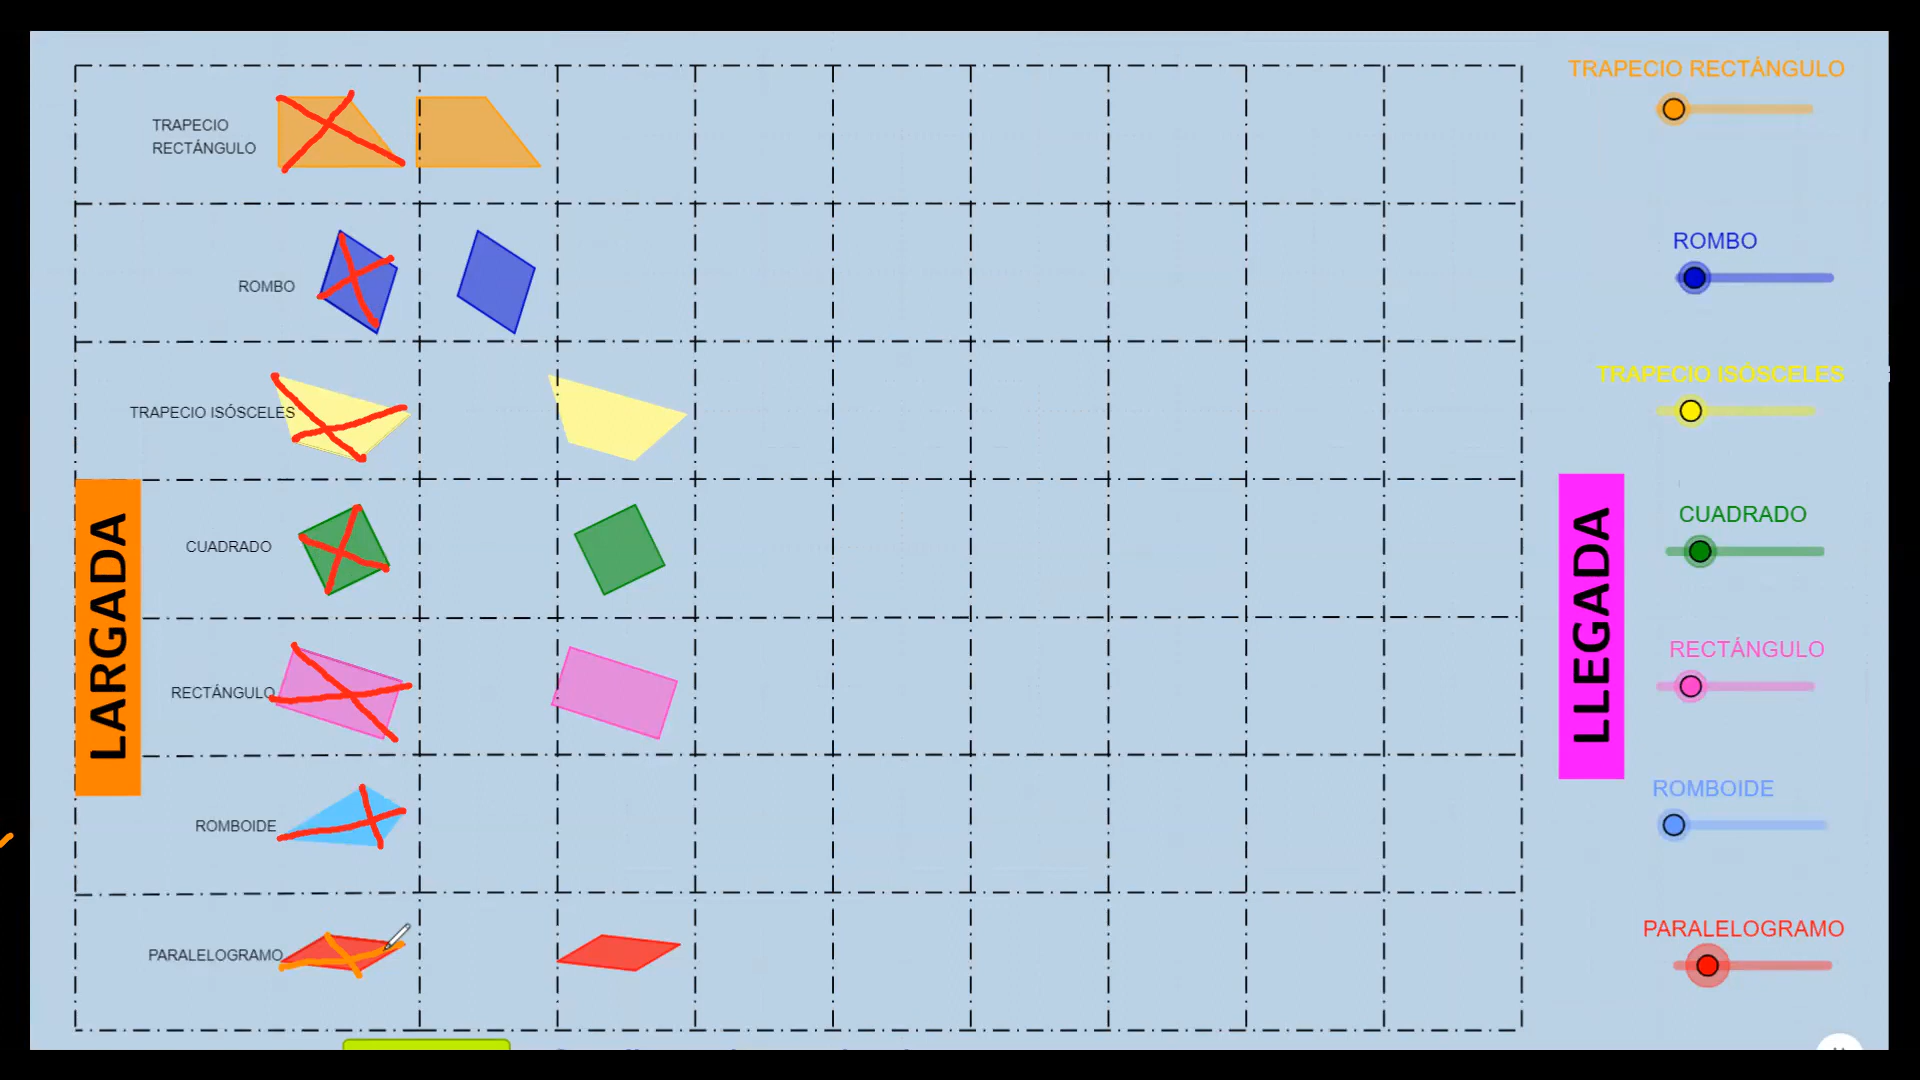 TRAPECIO
RECTÁNGULO
ROMBO
TRAPECIO ISÓSCELES
CUADRADO
RECTÁNGULO
ROMBOIDE
PARALELOGRAMO
LARGADA
LLEGADA
TRAPECIO RECTÁNGULO
ROMBO
TRAPECIO ISÓSCELES
CUADRADO
RECTÁNGULO
ROMBOIDE
PARALELOGRAMO